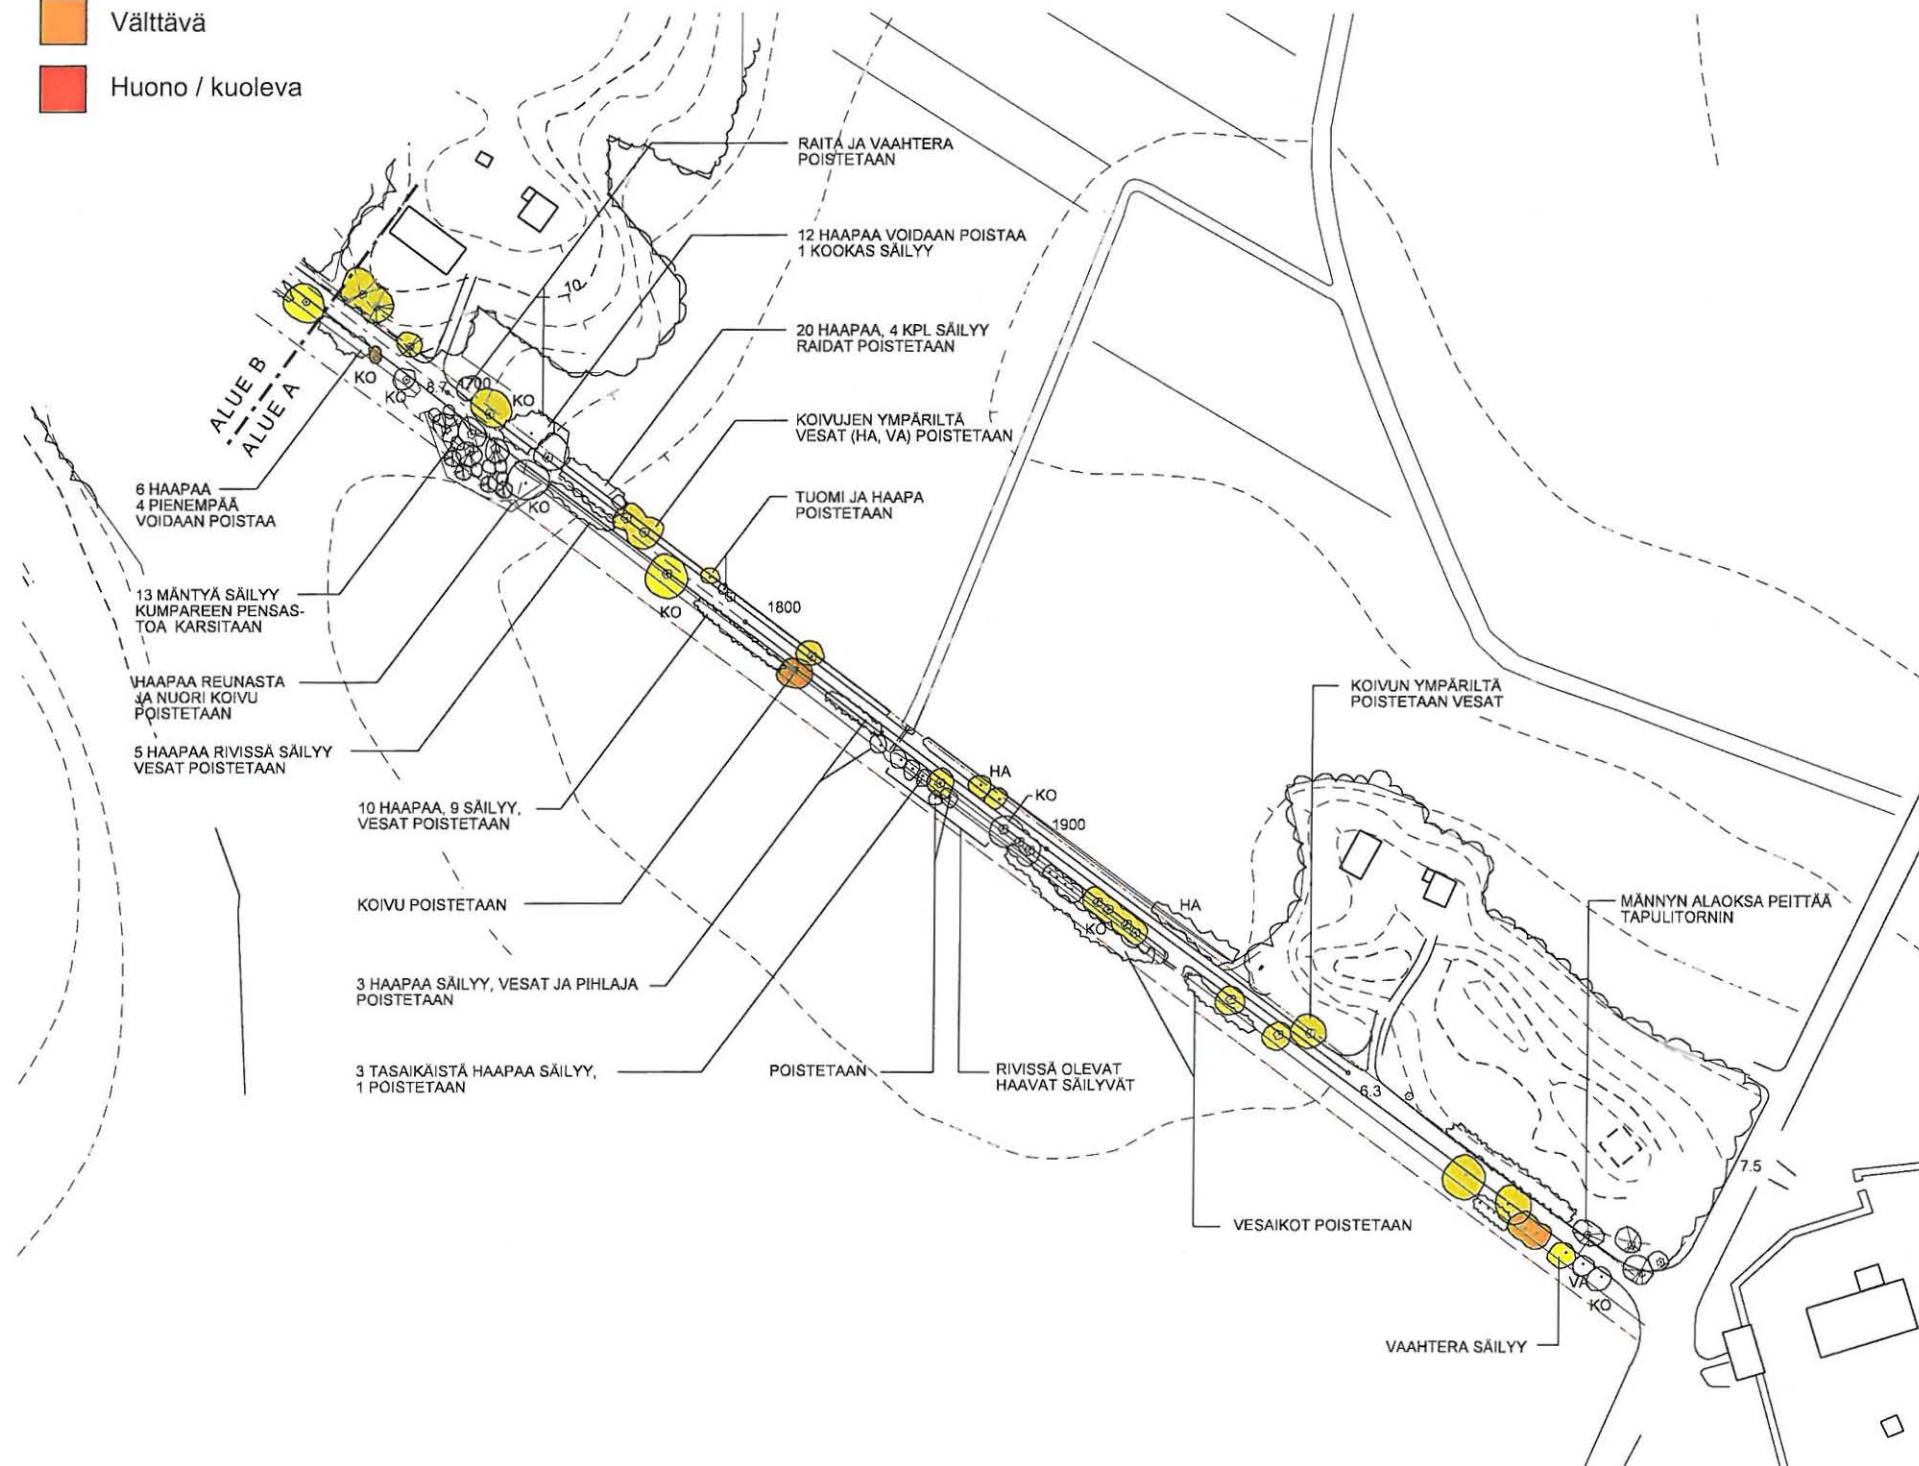 Välttävä
Huono / kuoleva
RAITA JA VAAHTERA
POISTETAAN
12 HAAPAA VOIDAAN POISTAA
1 KOOKAS SÄILYY
10
20 HAAPAA, 4 KPL SÄILYY
RAIDAT POISTETAAN
KO
KO
8.7
1700
KO
ALUE B
ALUE A
KOIVUJEN YMPÄRILTÄ
VESAT (HA, VA) POISTETAAN
6 HAAPAA
4 PIENEMPÄÄ
VOIDAAN POISTAA
KO
TUOMI JA HAAPA
POISTETAAN
13 MÄNTYÄ SÄILYY
KUMPAREEN PENSAS-
TOA KARSITAAN
KO
1800
HAAPAA REUNASTA
JA NUORI KOIVU
POISTETAAN
KOIVUN YMPÄRILTÄ
POISTETAAN VESAT
5 HAAPAA RIVISSÄ SÄILYY
VESAT POISTETAAN
HA
KO
10 HAAPAA, 9 SÄILYY,
VESAT POISTETAAN
1900
KOIVU POISTETAAN
HA
MÄNNYN ALAOKSA PEITTÄÄ
TAPULITORNIN
KO
3 HAAPAA SÄILYY, VESAT JA PIHLAJA
POISTETAAN
3 TASAIKÄISTÄ HAAPAA SÄILYY,
1 POISTETAAN
POISTETAAN
RIVISSÄ OLEVAT
HAAVAT SÄILYVÄT
6.3
7.5
VESAIKOT POISTETAAN
VA
KO
VAAHTERA SÄILYY